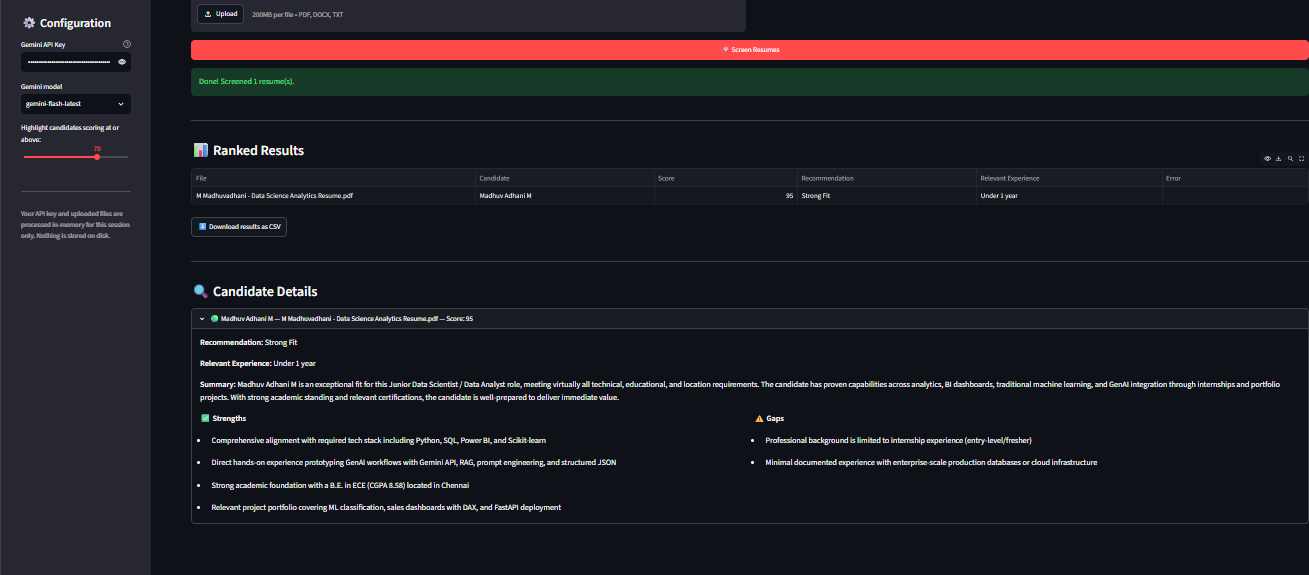 Configuration
Gemini API Key
Gemini model
gemini-flash-latest
Highlight candidates scoring at or
above:
70
Your API key and uploaded files are
processed in-memory for this session
only. Nothing is stored on disk.
Upload
200MB per file • PDF, DOCX, TXT
Screen Resumes
Done! Screened 1 resume(s).
Ranked Results
File Candidate Score Recommendation Relevant Experience Error
M Madhuvadhani - Data Science Analytics Resume.pdf Madhuv Adhani M 95 Strong Fit Under 1 year
Download results as CSV
Candidate Details
Madhuv Adhani M — M Madhuvadhani - Data Science Analytics Resume.pdf — Score: 95
Recommendation: Strong Fit
Relevant Experience: Under 1 year
Summary: Madhuv Adhani M is an exceptional fit for this Junior Data Scientist / Data Analyst role, meeting virtually all technical, educational, and location requirements. The candidate has proven capabilities across analytics, BI dashboards, traditional machine learning, and GenAI integration through internships and portfolio
projects. With strong academic standing and relevant certifications, the candidate is well-prepared to deliver immediate value.
Strengths
• Comprehensive alignment with required tech stack including Python, SQL, Power BI, and Scikit-learn
• Direct hands-on experience prototyping GenAI workflows with Gemini API, RAG, prompt engineering, and structured JSON
• Strong academic foundation with a B.E. in ECE (CGPA 8.58) located in Chennai
• Relevant project portfolio covering ML classification, sales dashboards with DAX, and FastAPI deployment
Gaps
• Professional background is limited to internship experience (entry-level/fresher)
• Minimal documented experience with enterprise-scale production databases or cloud infrastructure